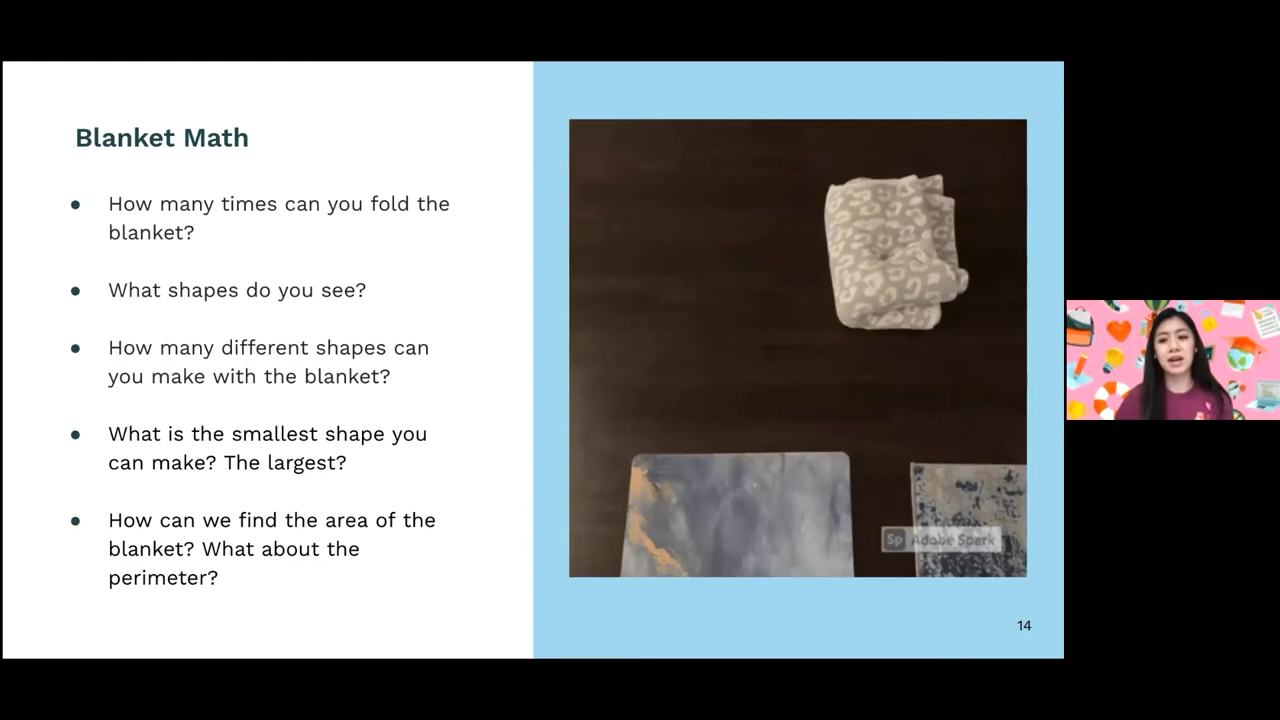 Blanket Math
● How many times can you fold the
blanket?
● What shapes do you see?
● How many different shapes can
you make with the blanket?
● What is the smallest shape you
can make? The largest?
● How can we find the area of the
blanket? What about the
perimeter?
Sp Adobe Spark
14